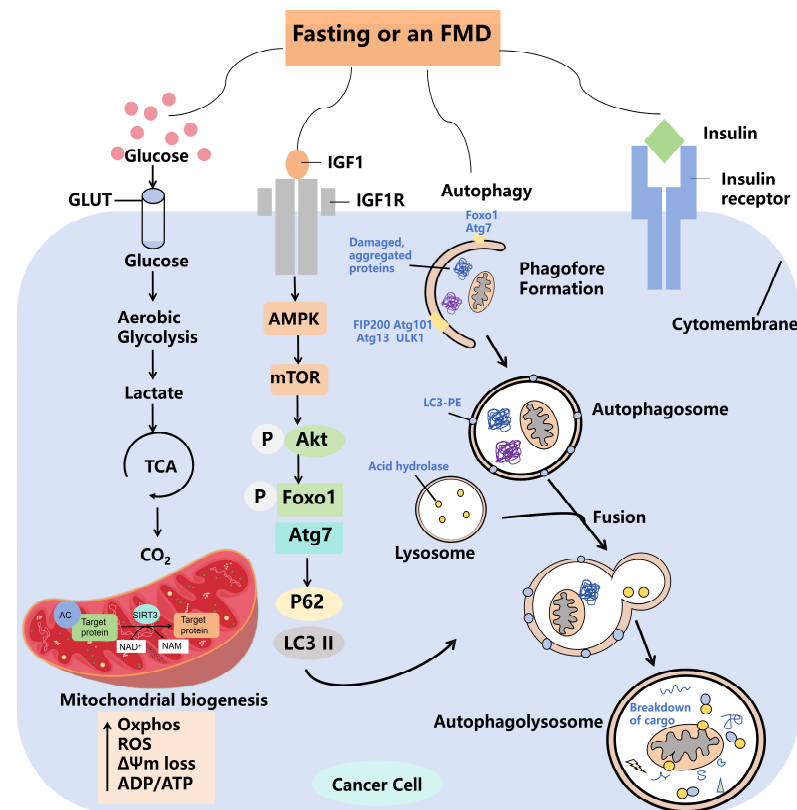 Fasting or an FMD
Glucose
GLUT
Glucose
Aerobic
Glycolysis
Lactate
TCA
CO₂
AC
Target
protein
SIRT3
Target
protein
NAD⁺
NAM
Mitochondrial biogenesis
Oxphos
ROS
ΔΨm loss
ADP/ATP
IGF1
IGF1R
AMPK
mTOR
P
Akt
P
Foxo1
Atg7
P62
LC3 II
Autophagy
Foxo1
Atg7
Damaged,
aggregated
proteins
Phagofore
Formation
FIP200 Atg101
Atg13 ULK1
LC3-PE
Autophagosome
Acid hydrolase
Lysosome
Fusion
Autophagolysosome
Breakdown
of cargo
Insulin
Insulin
receptor
Cytomembrane
Cancer Cell